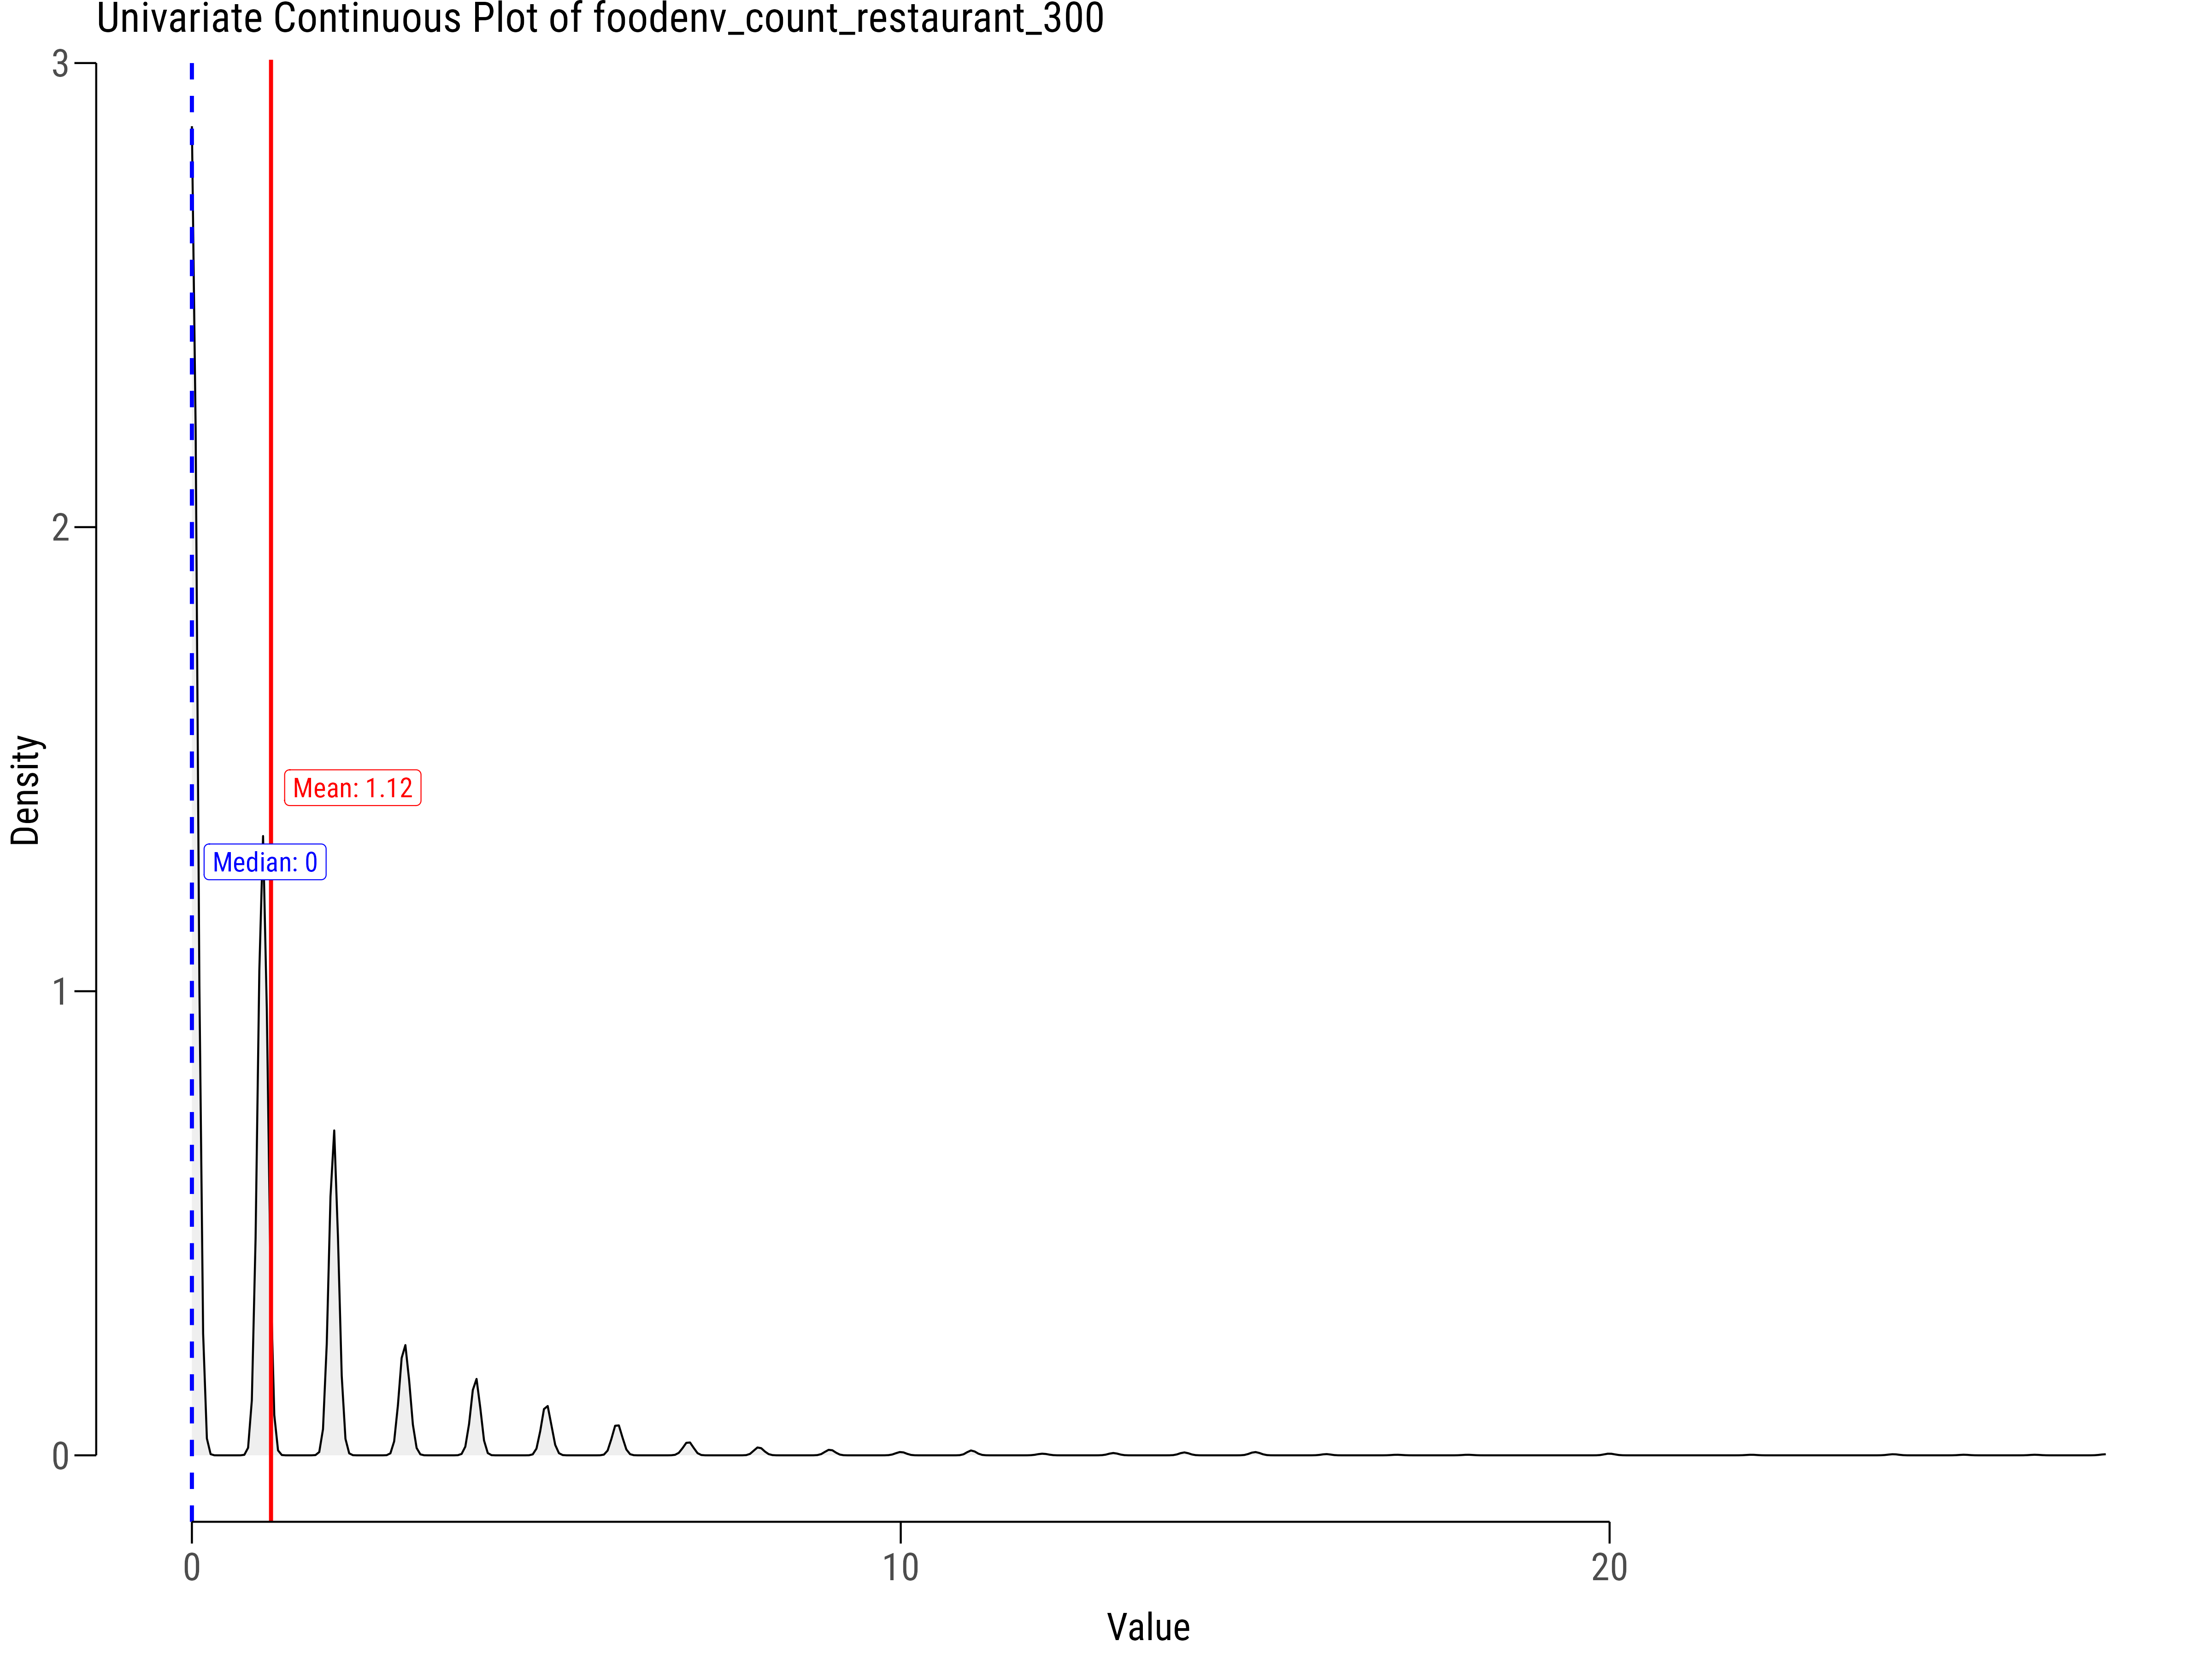 Univariate Continuous Plot of foodenv_count_restaurant_300
3
2
1
0
Density
Mean: 1.12
Median: 0
0
10
20
Value